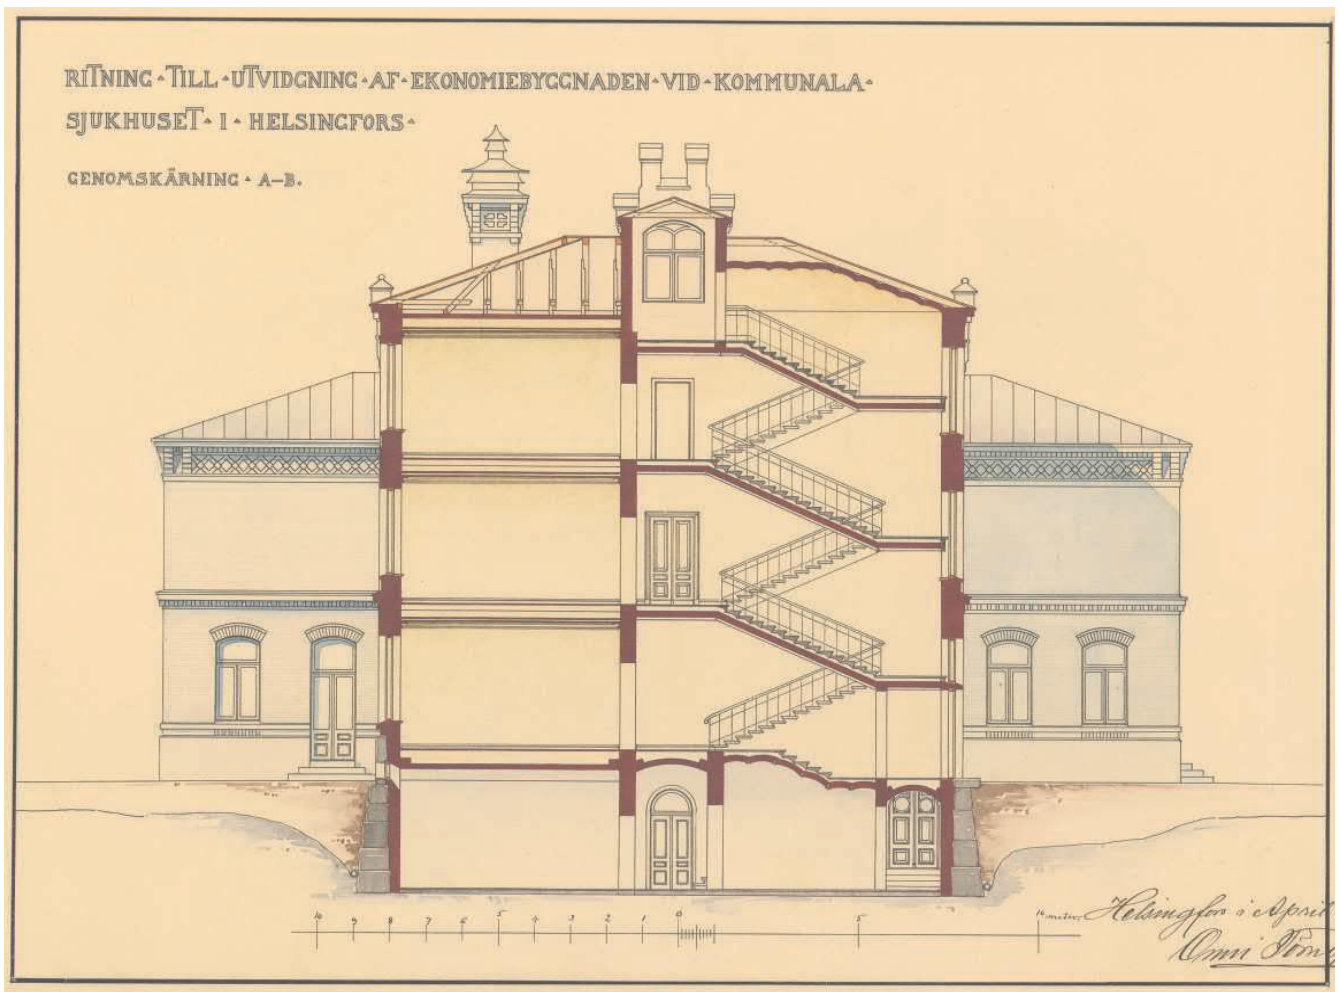 RITNING · TILL · UTVIDGNING · AF · EKONOMIEBYGGNADEN · VID · KOMMUNALA ·
SJUKHUSET · I · HELSINGFORS ·
GENOMSKÄRNING · A–B.
10 9 8 7 6 5 4 3 2 1 0 5 10 meter.
Helsingfors i April
Onni